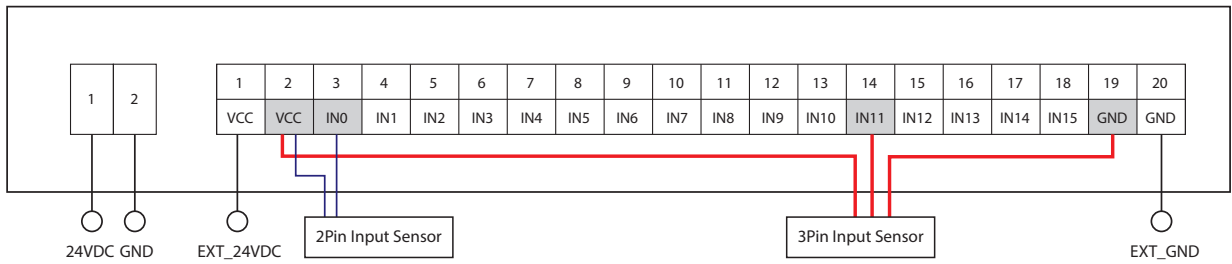 1 2 3 4 5 6 7 8 9 10 11 12 13 14 15 16 17 18 19 20
1 2
VCC VCC IN0 IN1 IN2 IN3 IN4 IN5 IN6 IN7 IN8 IN9 IN10 IN11 IN12 IN13 IN14 IN15 GND GND
2Pin Input Sensor 3Pin Input Sensor
24VDC GND EXT_24VDC EXT_GND